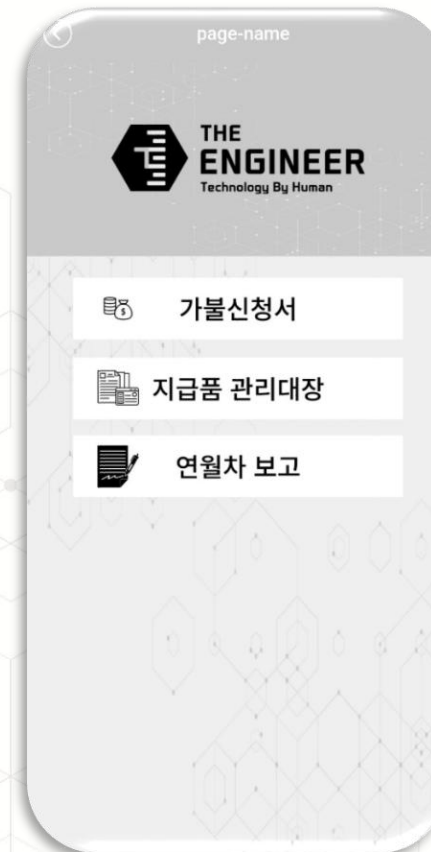 page-name
THE
ENGINEER
Technology By Human
가불신청서
지급품 관리대장
연월차 보고